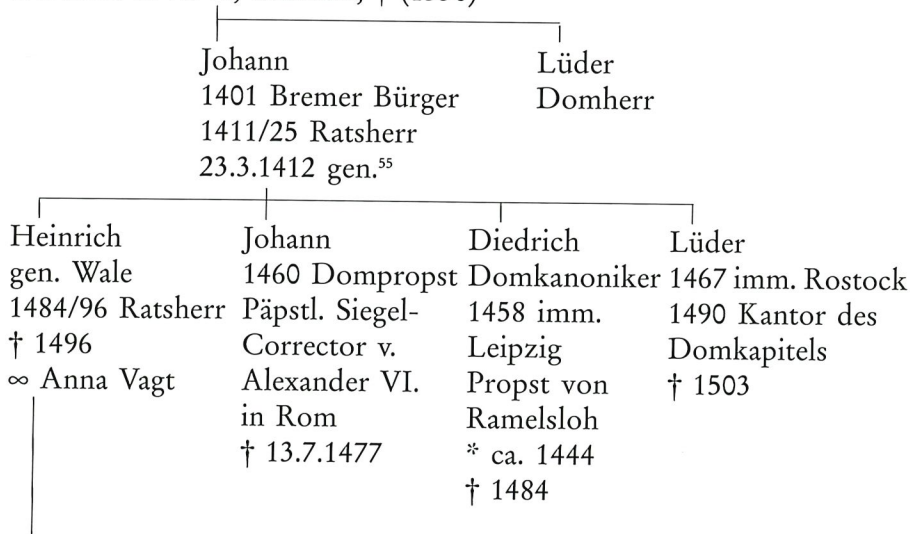 Johann
1401 Bremer Bürger
1411/25 Ratsherr
23.3.1412 gen.⁵⁵
Lüder
Domherr
Heinrich
gen. Wale
1484/96 Ratsherr
† 1496
∞ Anna Vagt
Johann
1460 Dompropst
Päpstl. Siegel-
Corrector v.
Alexander VI.
in Rom
† 13.7.1477
Diedrich
Domkanoniker
1458 imm.
Leipzig
Propst von
Ramelsloh
* ca. 1444
† 1484
Lüder
1467 imm. Rostock
1490 Kantor des
Domkapitels
† 1503